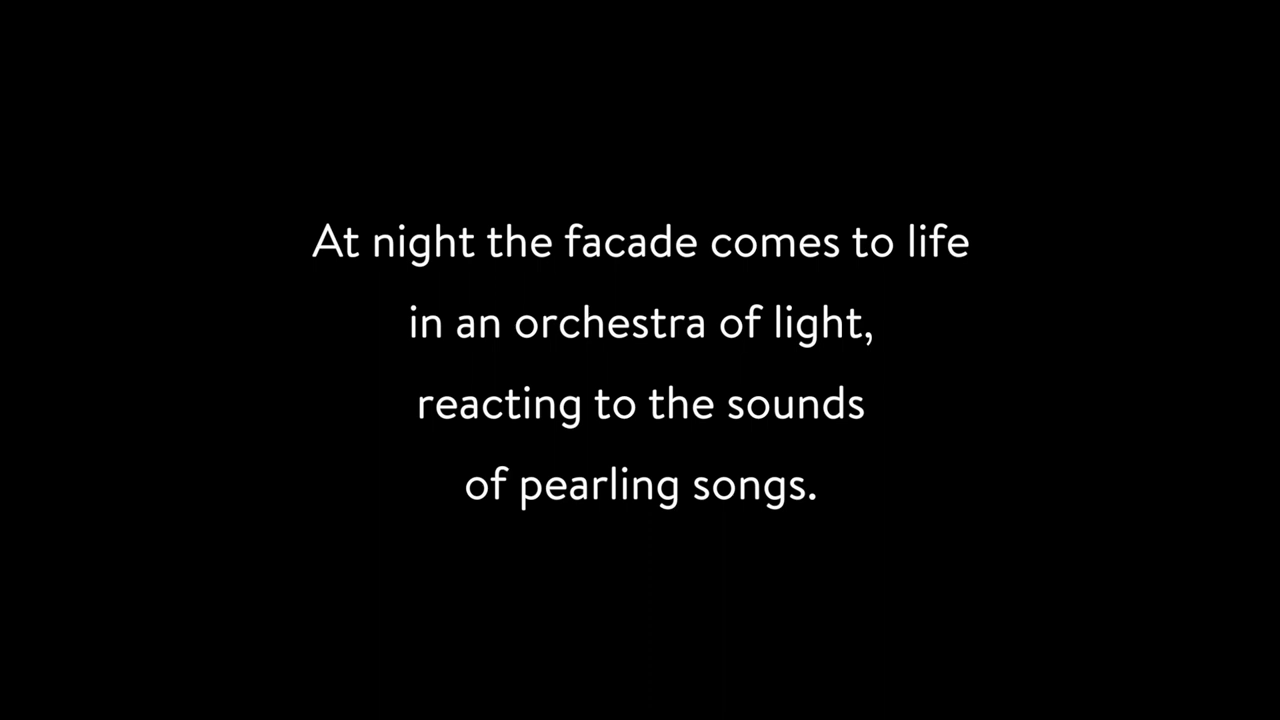 At night the facade comes to life
in an orchestra of light,
reacting to the sounds
of pearling songs.